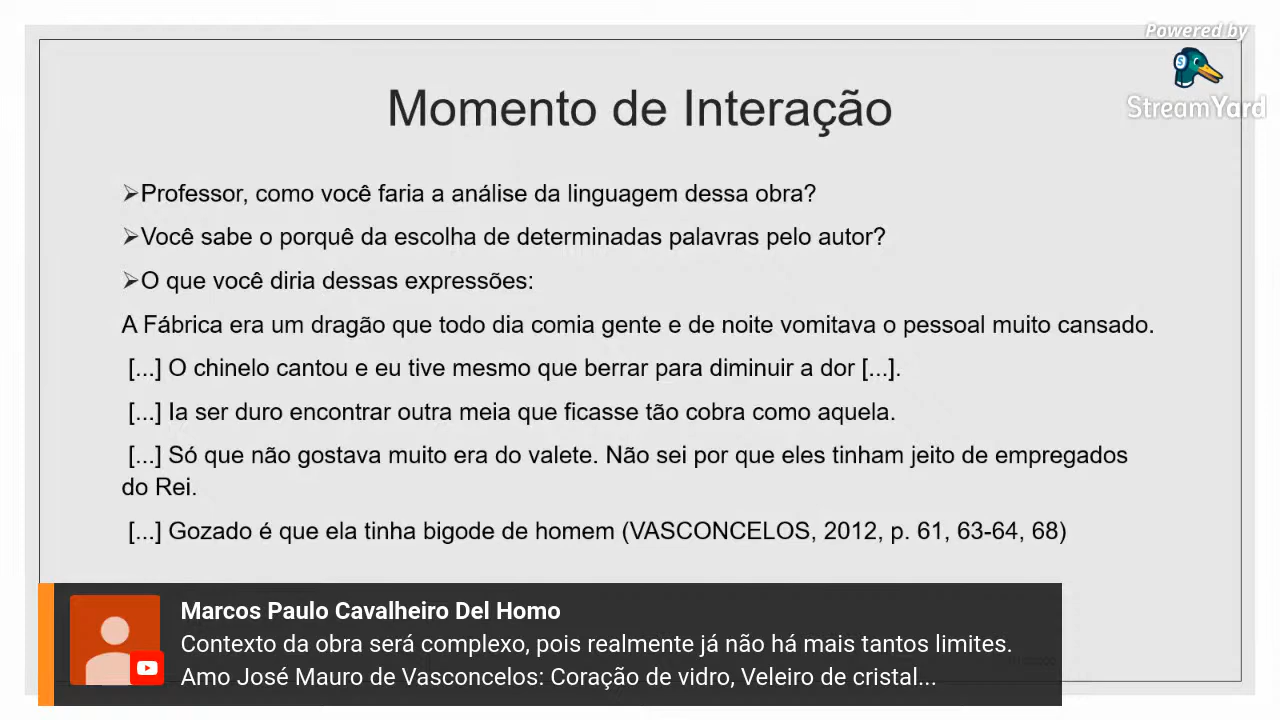 Powered by
StreamYard
Momento de Interação
➢Professor, como você faria a análise da linguagem dessa obra?
➢Você sabe o porquê da escolha de determinadas palavras pelo autor?
➢O que você diria dessas expressões:
A Fábrica era um dragão que todo dia comia gente e de noite vomitava o pessoal muito cansado.
[...] O chinelo cantou e eu tive mesmo que berrar para diminuir a dor [...].
[...] Ia ser duro encontrar outra meia que ficasse tão cobra como aquela.
[...] Só que não gostava muito era do valete. Não sei por que eles tinham jeito de empregados
do Rei.
[...] Gozado é que ela tinha bigode de homem (VASCONCELOS, 2012, p. 61, 63-64, 68)
Marcos Paulo Cavalheiro Del Homo
Contexto da obra será complexo, pois realmente já não há mais tantos limites.
Amo José Mauro de Vasconcelos: Coração de vidro, Veleiro de cristal...